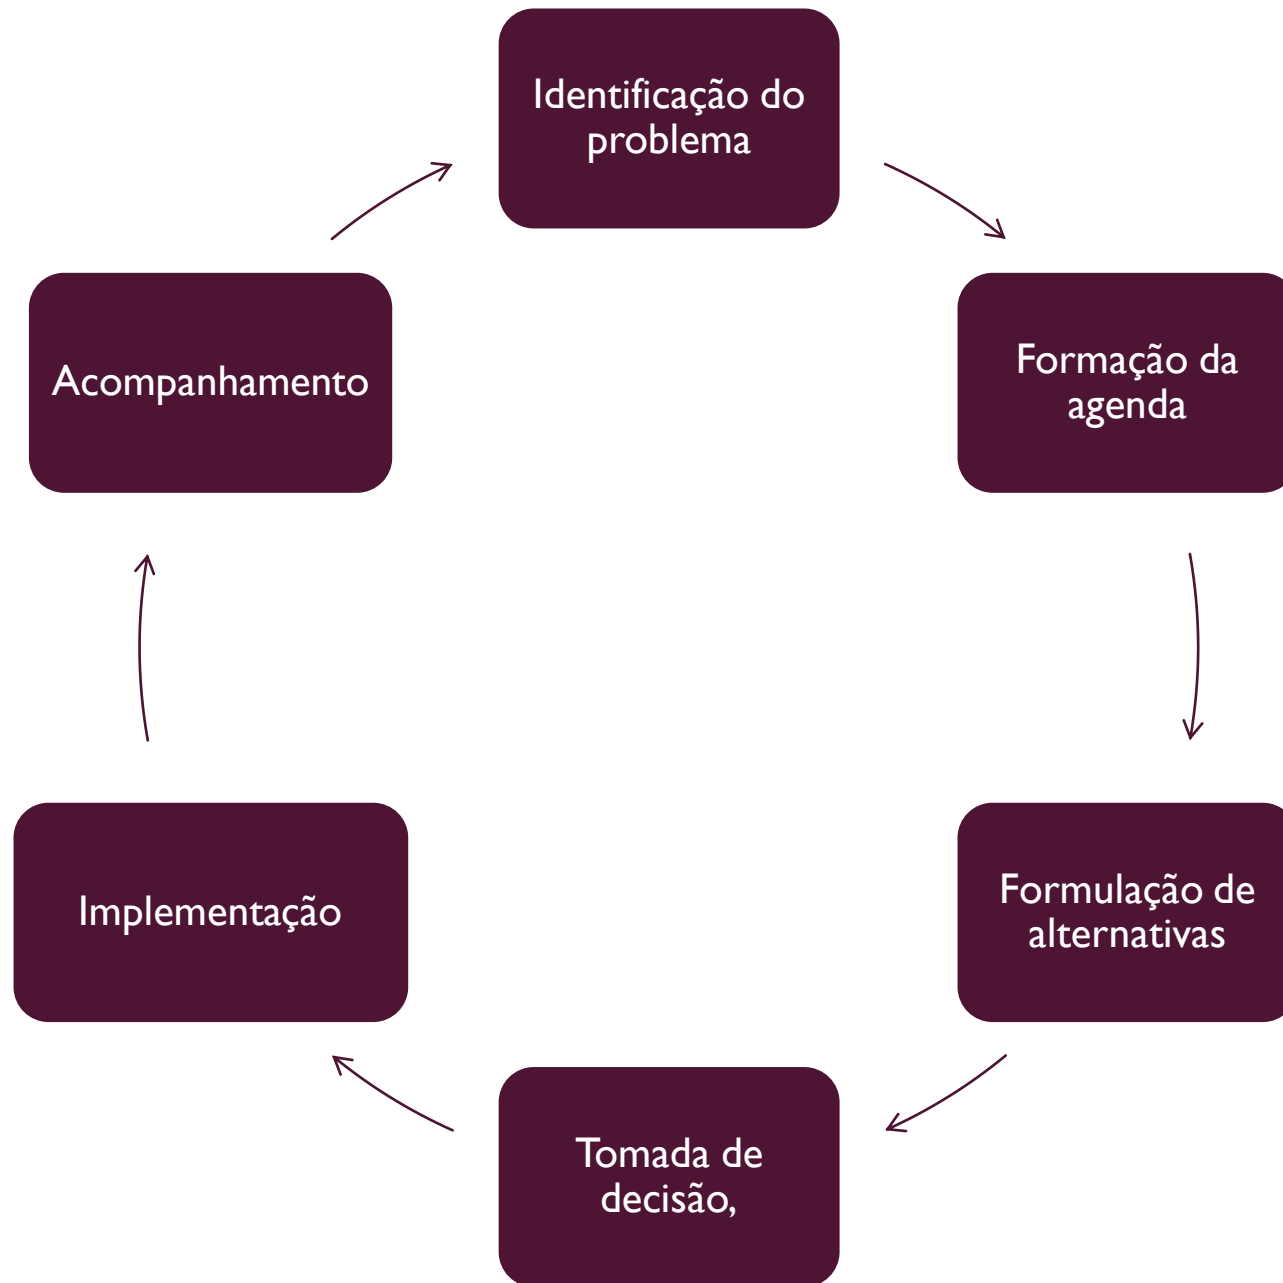 Identificação do
problema
Formação da
agenda
Formulação de
alternativas
Tomada de
decisão,
Implementação
Acompanhamento